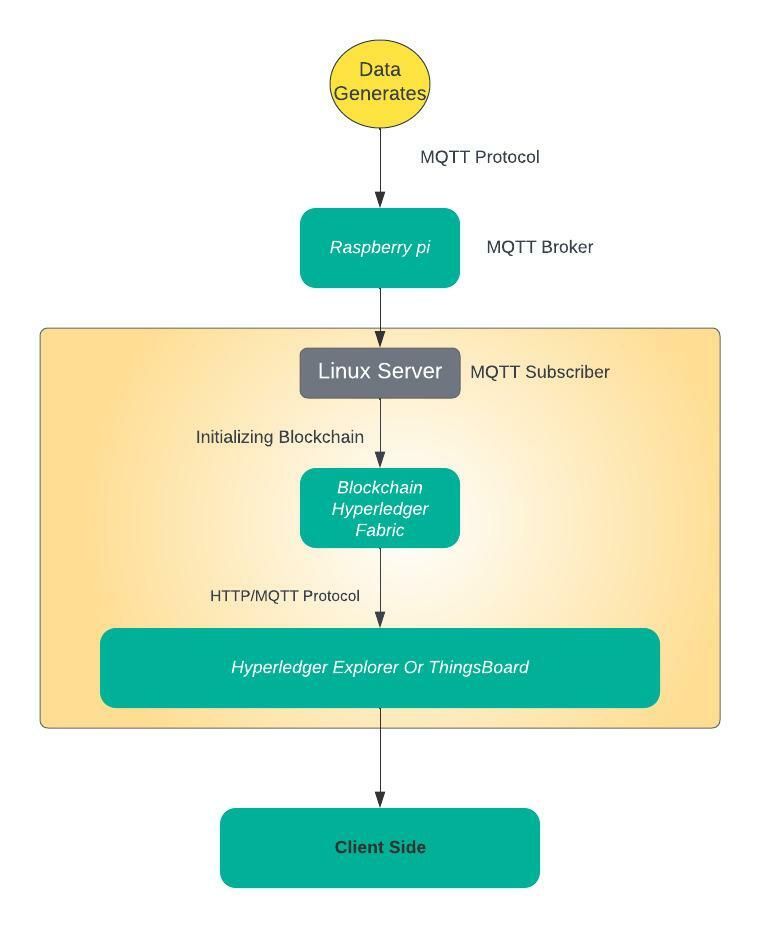 Data
Generates
MQTT Protocol
Raspberry pi
MQTT Broker
Linux Server
MQTT Subscriber
Initializing Blockchain
Blockchain
Hyperledger
Fabric
HTTP/MQTT Protocol
Hyperledger Explorer Or ThingsBoard
Client Side